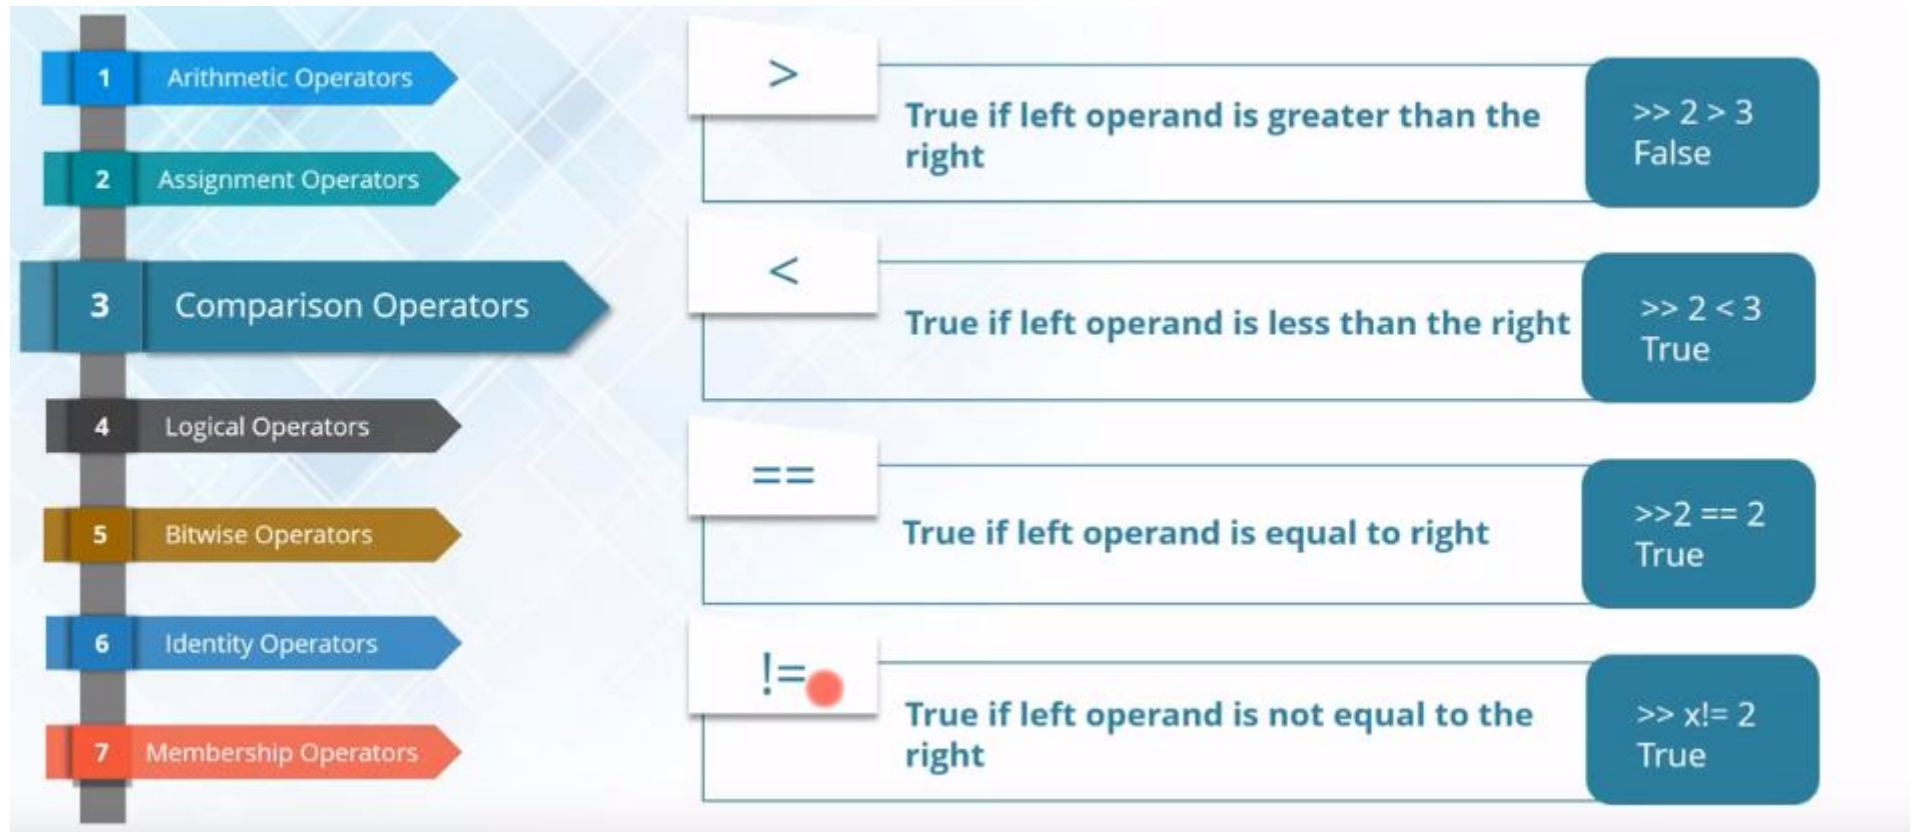 1 Arithmetic Operators
2 Assignment Operators
3 Comparison Operators
4 Logical Operators
5 Bitwise Operators
6 Identity Operators
7 Membership Operators
>
True if left operand is greater than the
right
>> 2 > 3
False
<
True if left operand is less than the right
>> 2 < 3
True
==
True if left operand is equal to right
>>2 == 2
True
!=
True if left operand is not equal to the
right
>> x!= 2
True